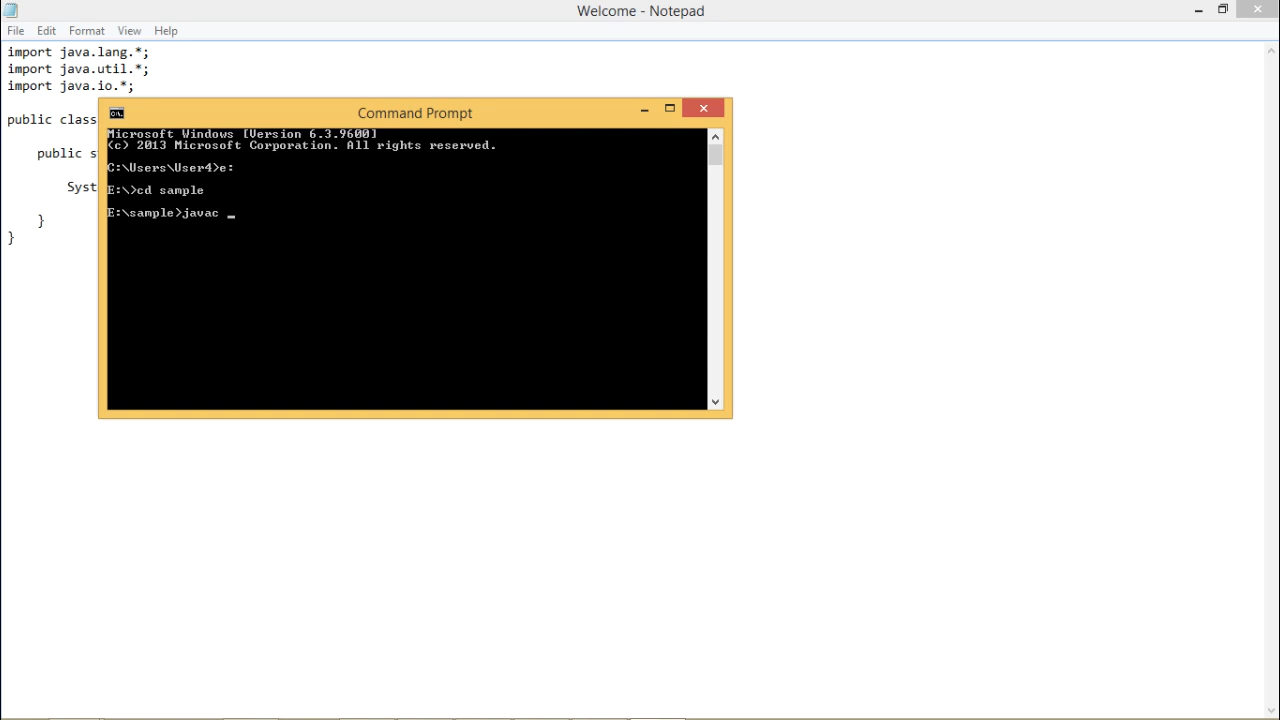 Welcome - Notepad
File Edit Format View Help
import java.lang.*;
import java.util.*;
import java.io.*;
public class
public s
Syst
}
}
Command Prompt
Microsoft Windows [Version 6.3.9600]
(c) 2013 Microsoft Corporation. All rights reserved.
C:\Users\User4>e:
E:\>cd sample
E:\sample>javac _